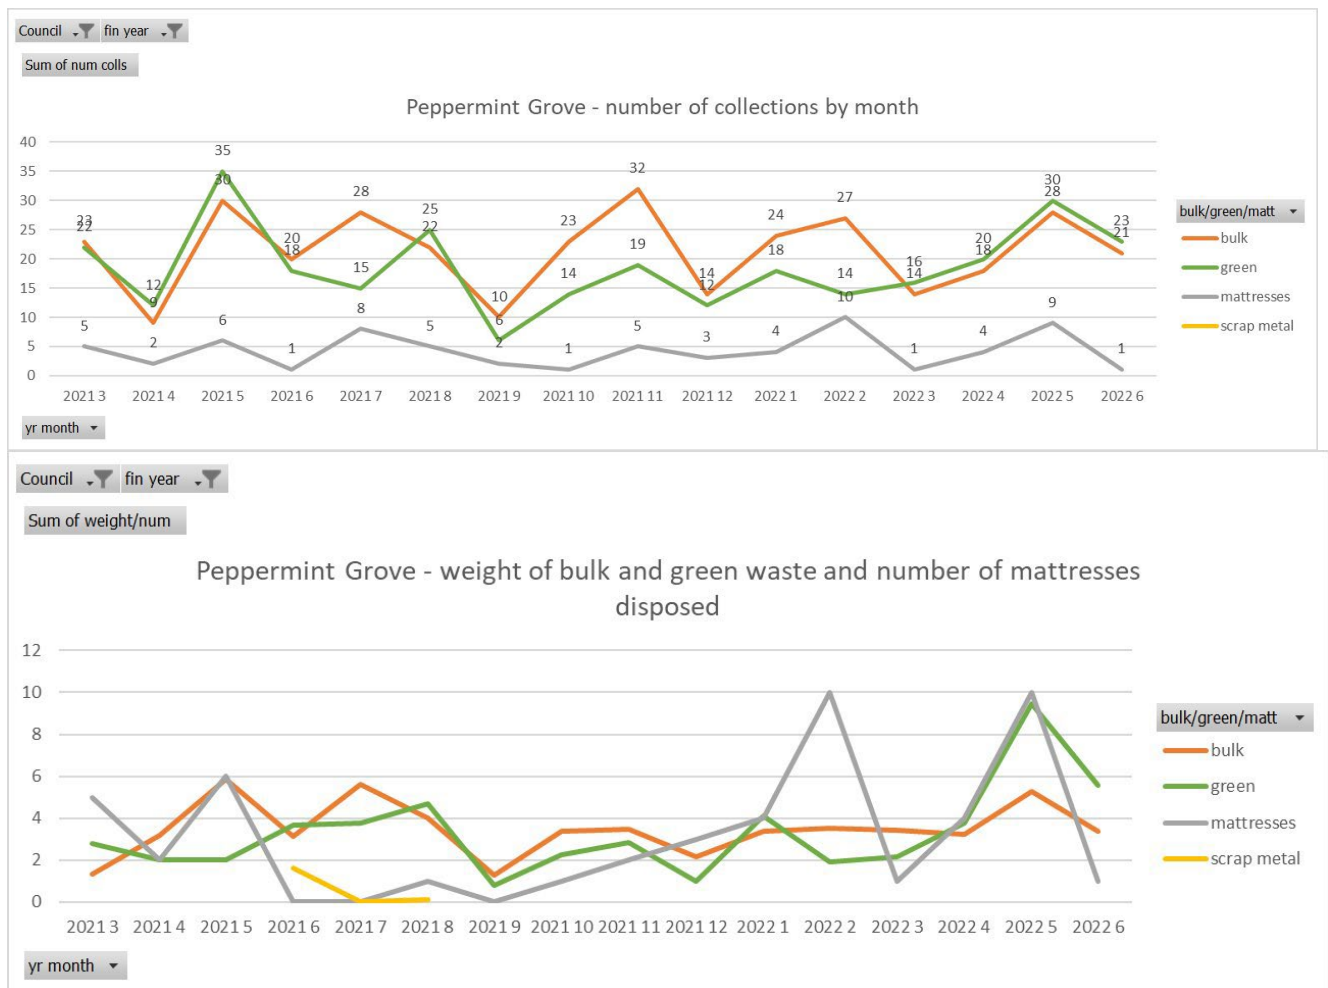 Council fin year
Sum of num colls
Peppermint Grove - number of collections by month
40
35
30
25
20
15
10
5
0
23 12 35 20 28 25 10 23 32 14 24 27 16 20 30 23
22 9 30 18 15 22 6 14 19 12 18 14 14 18 28 21
5 2 6 1 8 5 2 1 5 3 4 10 1 4 9 1
2021 3 2021 4 2021 5 2021 6 2021 7 2021 8 2021 9 2021 10 2021 11 2021 12 2022 1 2022 2 2022 3 2022 4 2022 5 2022 6
bulk/green/matt
bulk
green
mattresses
scrap metal
yr month
Council fin year
Sum of weight/num
Peppermint Grove - weight of bulk and green waste and number of mattresses
disposed
12
10
8
6
4
2
0
2021 3 2021 4 2021 5 2021 6 2021 7 2021 8 2021 9 2021 10 2021 11 2021 12 2022 1 2022 2 2022 3 2022 4 2022 5 2022 6
bulk/green/matt
bulk
green
mattresses
scrap metal
yr month